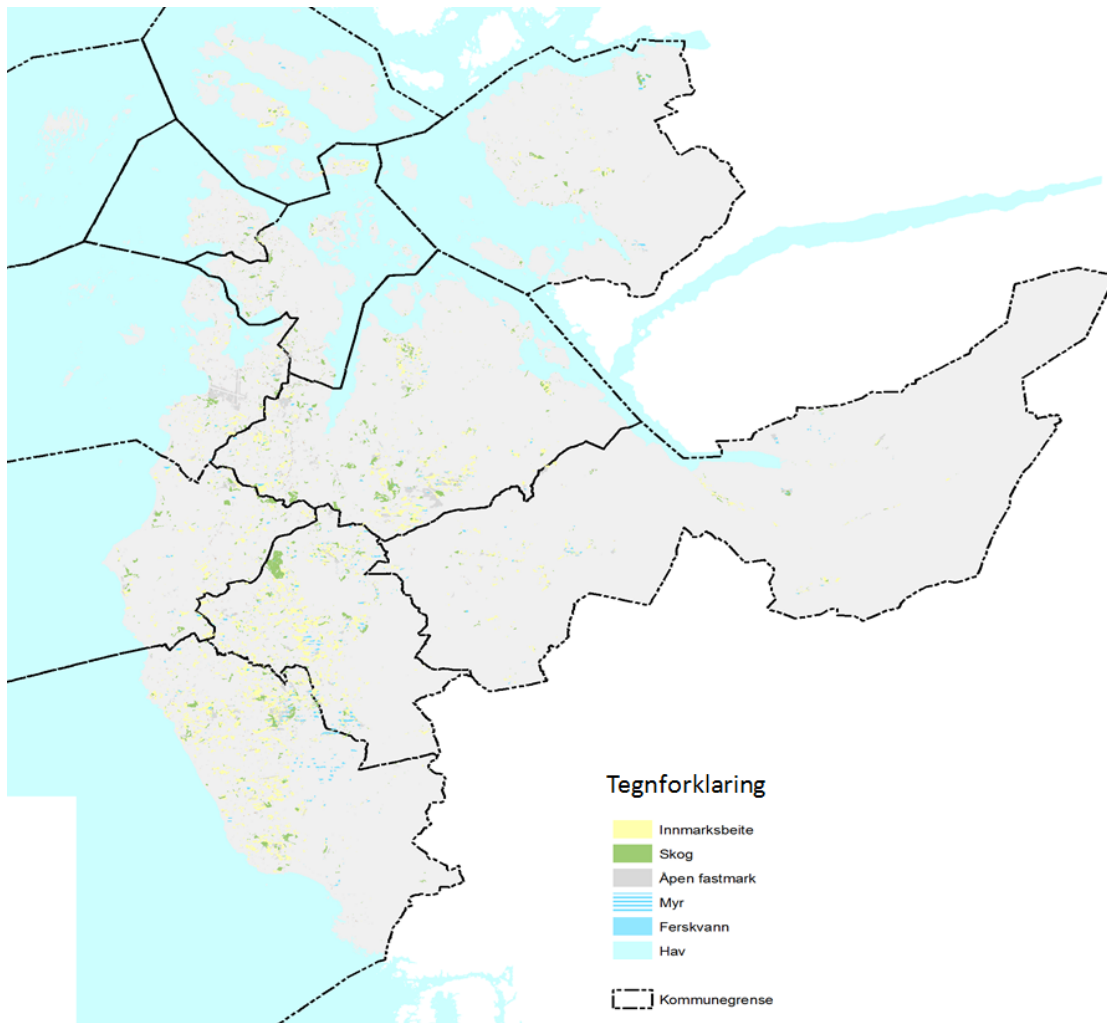 Tegnforklaring
Innmarksbeite
Skog
Åpen fastmark
Myr
Ferskvann
Hav
Kommunegrense